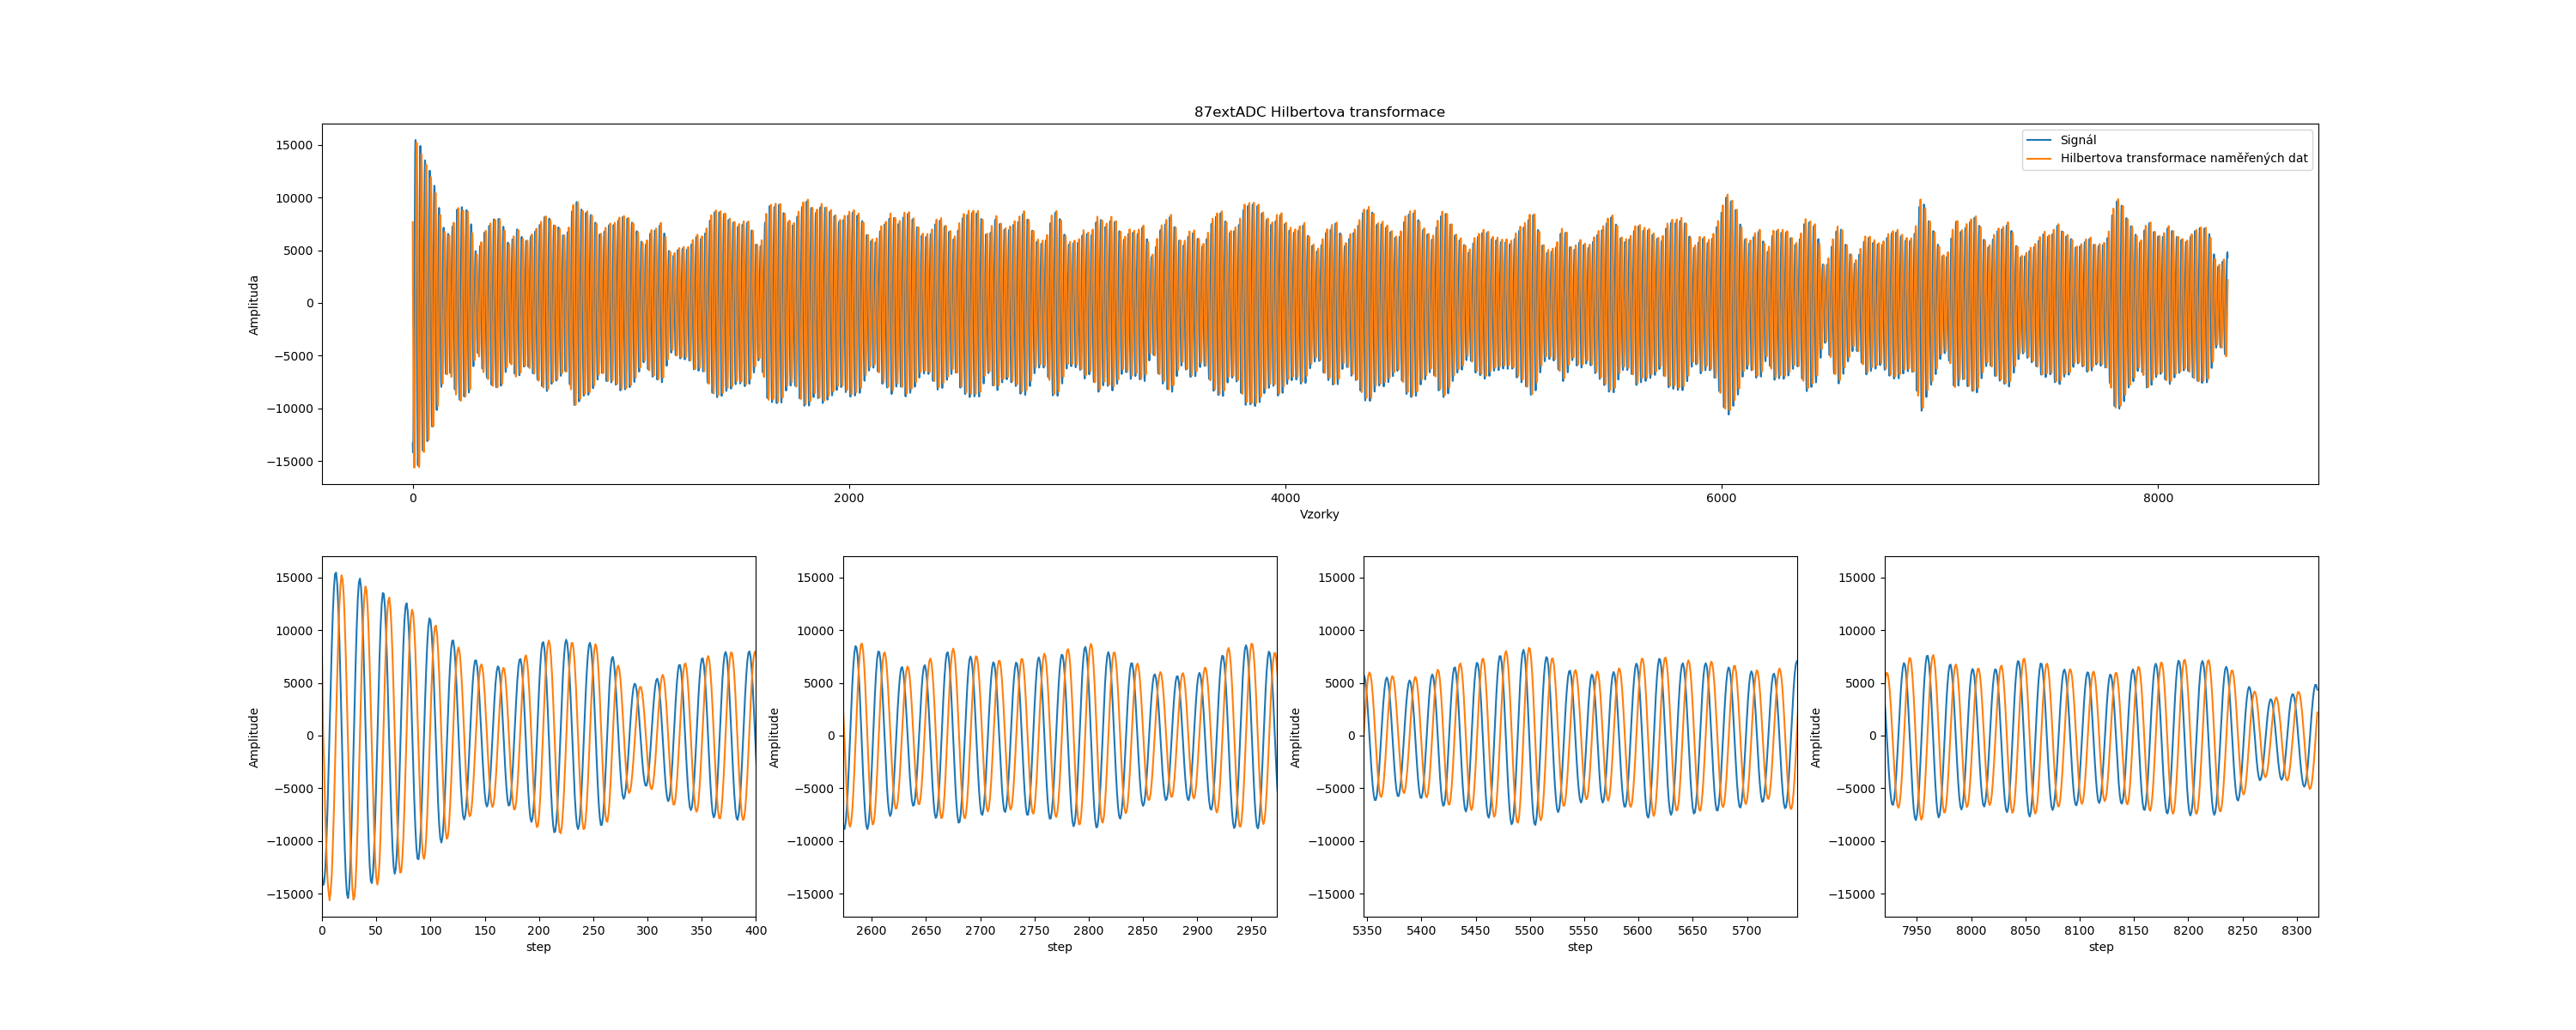 87extADC Hilbertova transformace
Signál
Hilbertova transformace naměřených dat
Amplituda
15000
10000
5000
0
−5000
−10000
−15000
0 2000 4000 6000 8000
Vzorky
Amplitude
15000
10000
5000
0
−5000
−10000
−15000
0 50 100 150 200 250 300 350 400
step
Amplitude
15000
10000
5000
0
−5000
−10000
−15000
2600 2650 2700 2750 2800 2850 2900 2950
step
Amplitude
15000
10000
5000
0
−5000
−10000
−15000
5350 5400 5450 5500 5550 5600 5650 5700
step
Amplitude
15000
10000
5000
0
−5000
−10000
−15000
7950 8000 8050 8100 8150 8200 8250 8300
step